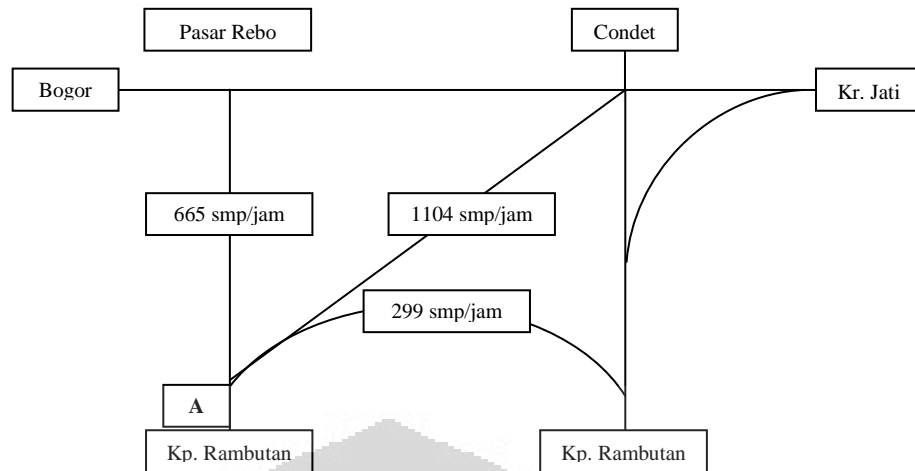 Pasar Rebo
Condet
Bogor
Kr. Jati
665 smp/jam
1104 smp/jam
299 smp/jam
A
Kp. Rambutan
Kp. Rambutan